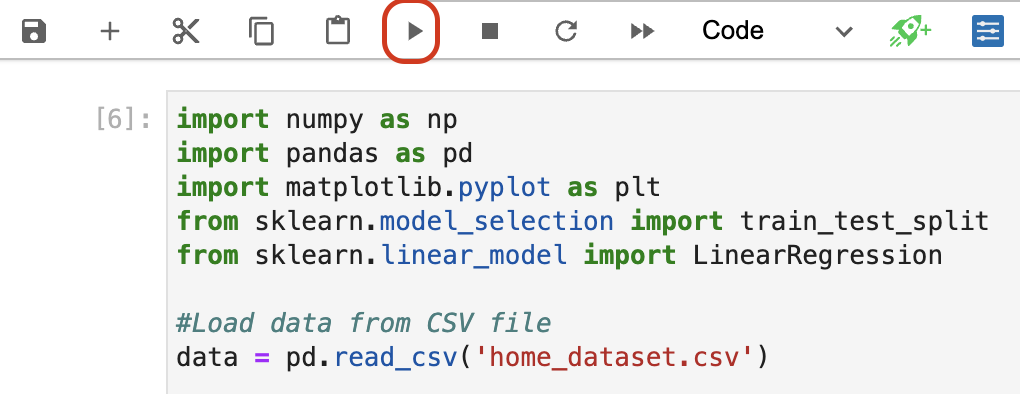 Code
[6]:
import numpy as np
import pandas as pd
import matplotlib.pyplot as plt
from sklearn.model_selection import train_test_split
from sklearn.linear_model import LinearRegression
#Load data from CSV file
data = pd.read_csv('home_dataset.csv')